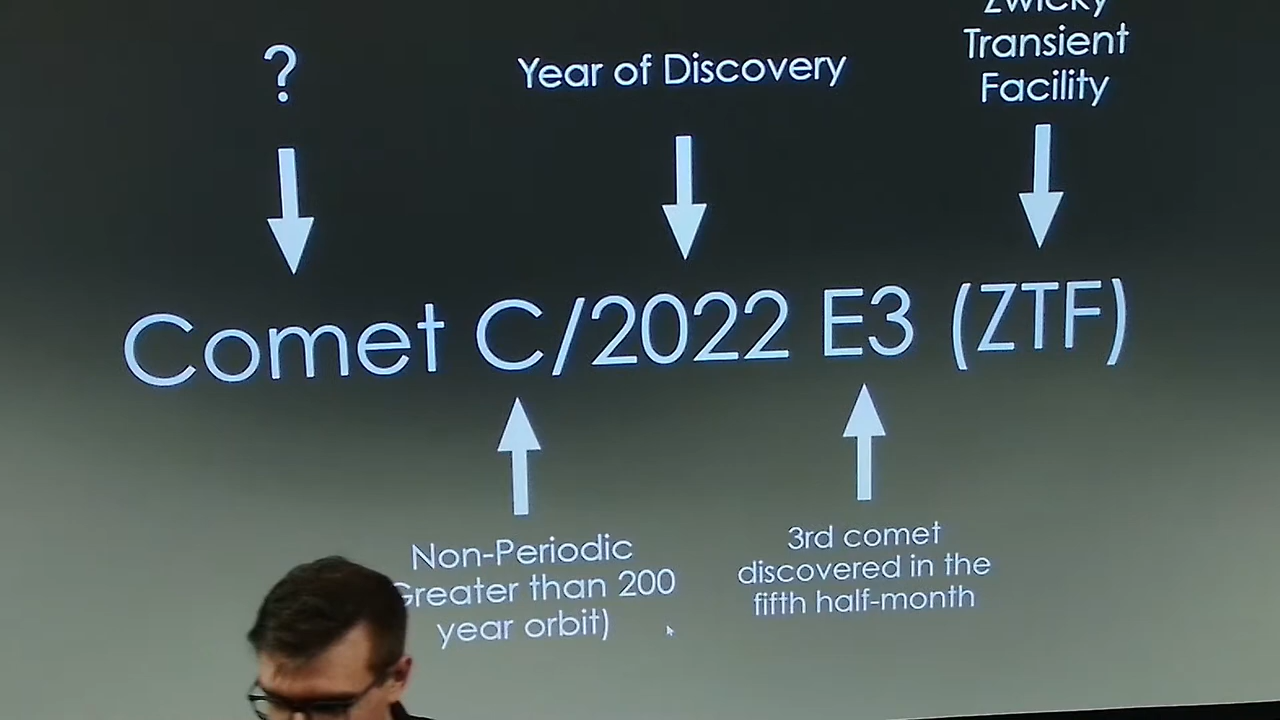 ?
Year of Discovery
Zwicky
Transient
Facility
Comet C/2022 E3 (ZTF)
Non-Periodic
Greater than 200
year orbit)
3rd comet
discovered in the
fifth half-month